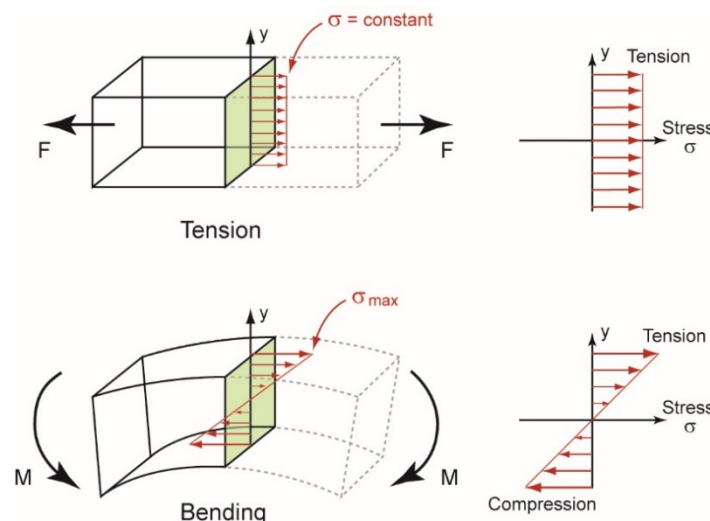 σ = constant
y
F
F
Tension
y
Tension
Stress
σ
y
σmax
M
M
Bending
y
Tension
Stress
σ
Compression